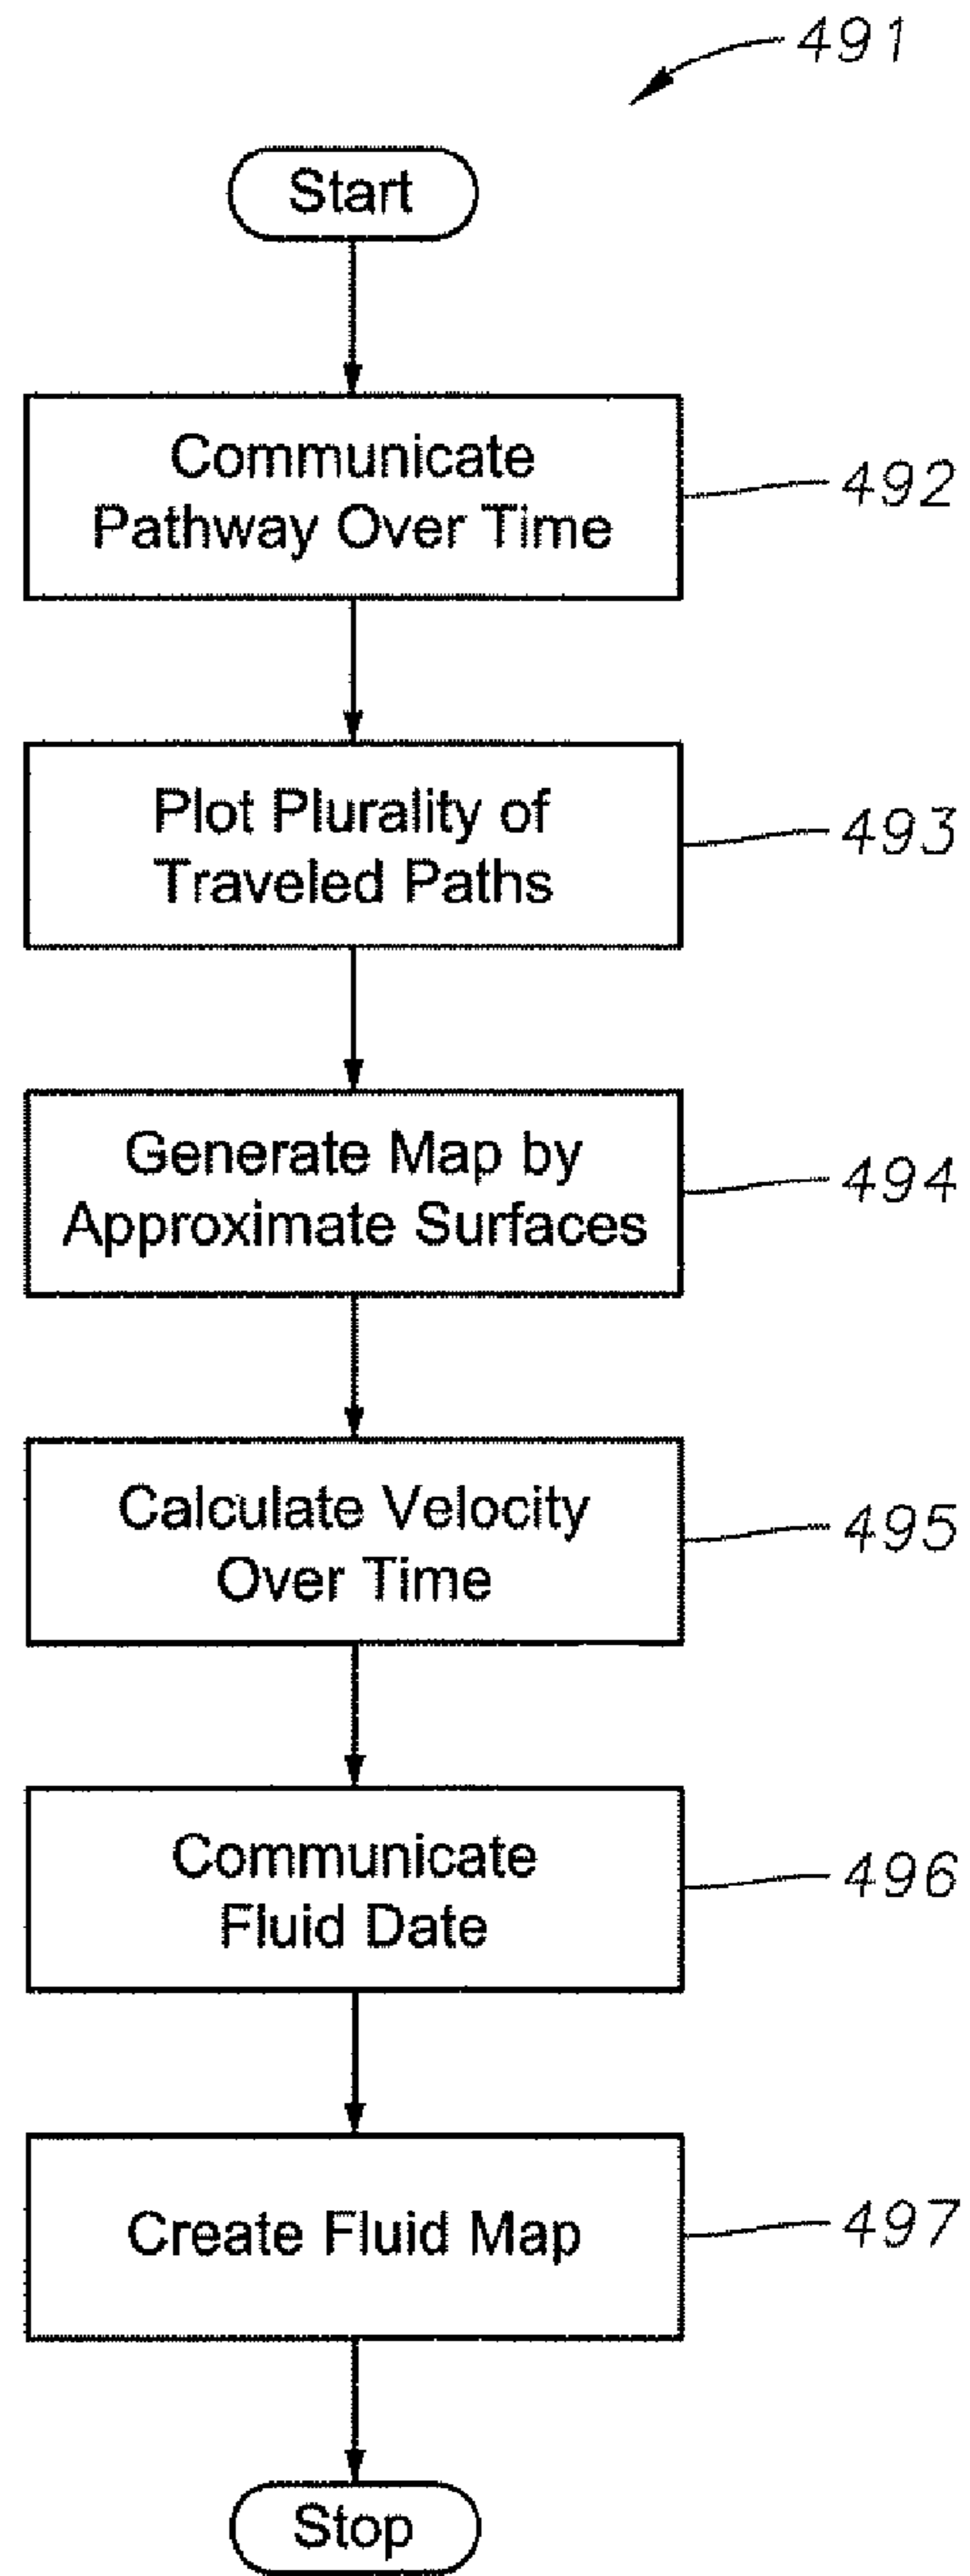 491
Start
Communicate
Pathway Over Time
492
Plot Plurality of
Traveled Paths
493
Generate Map by
Approximate Surfaces
494
Calculate Velocity
Over Time
495
Communicate
Fluid Date
496
Create Fluid Map
497
Stop